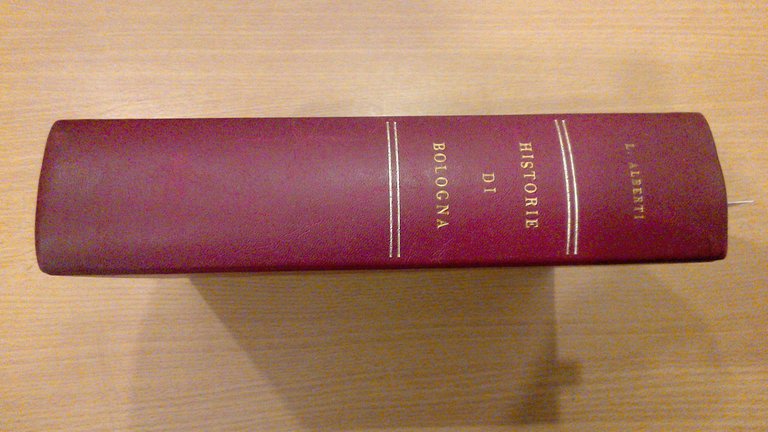 L. ALBERTI
HISTORIE
DI
BOLOGNA